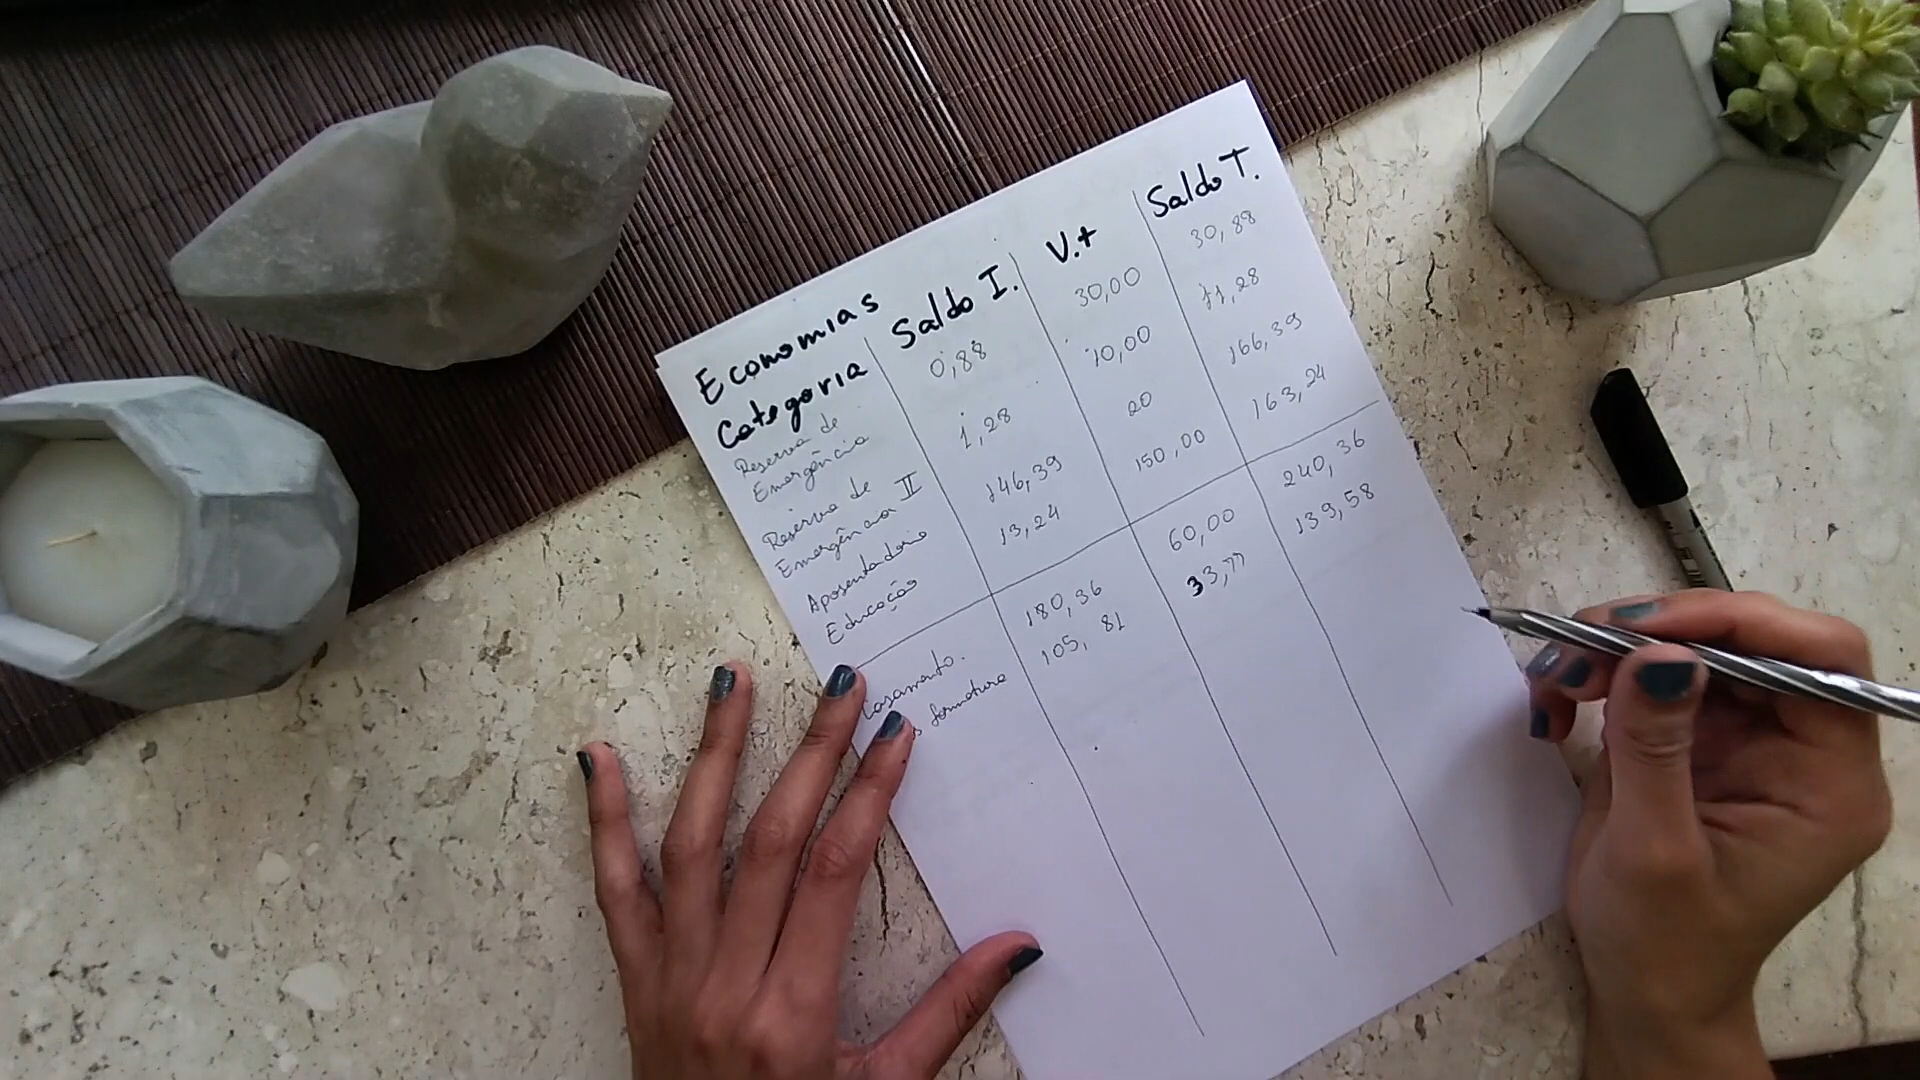 Economias
Categoria Saldo I. V.+ Saldo T.
Reserva de
Emergência 0,88 30,00 30,88
Reserva de
Emergência II 1,28 10,00 11,28
Aposentadoria 146,39 20 166,39
Educação 13,24 150,00 163,24
Casamento. 180,36 60,00 240,36
formatura 105,81 33,77 139,58